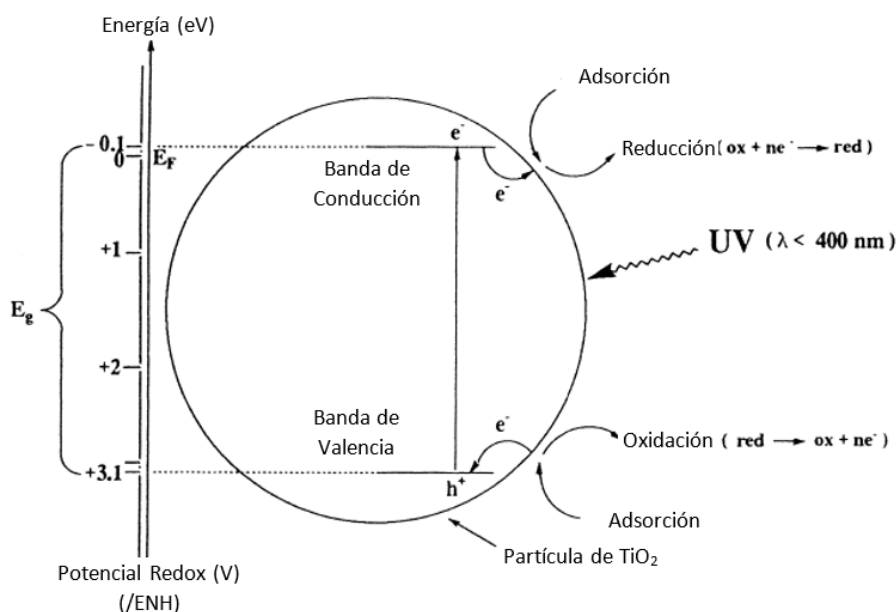 Energía (eV)
Adsorción
- 0.1
0
E_F
e⁻
Reducción( ox + ne⁻ → red )
Banda de
Conducción
e⁻
UV ( λ < 400 nm)
+1
E_g
+2
Banda de
Valencia
e⁻
Oxidación ( red → ox + ne⁻ )
+3.1
h⁺
Adsorción
Partícula de TiO₂
Potencial Redox (V)
(/ENH)